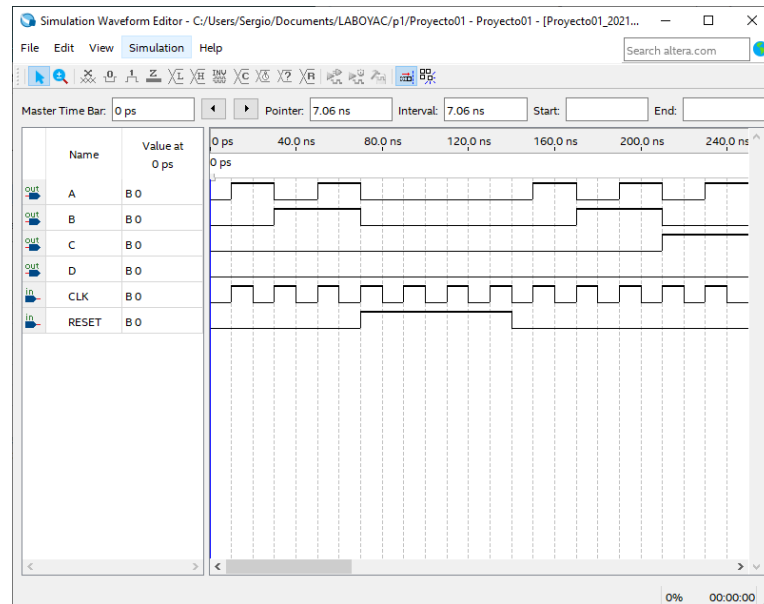 Simulation Waveform Editor - C:/Users/Sergio/Documents/LABOYAC/p1/Proyecto01 - Proyecto01 - [Proyecto01_2021...
File Edit View Simulation Help
Search altera.com
Master Time Bar: 0 ps Pointer: 7.06 ns Interval: 7.06 ns Start: End:
Name Value at 0 ps
0 ps 40.0 ns 80.0 ns 120.0 ns 160.0 ns 200.0 ns 240.0 ns
0 ps
out A B 0
out B B 0
out C B 0
out D B 0
in CLK B 0
in RESET B 0
0% 00:00:00